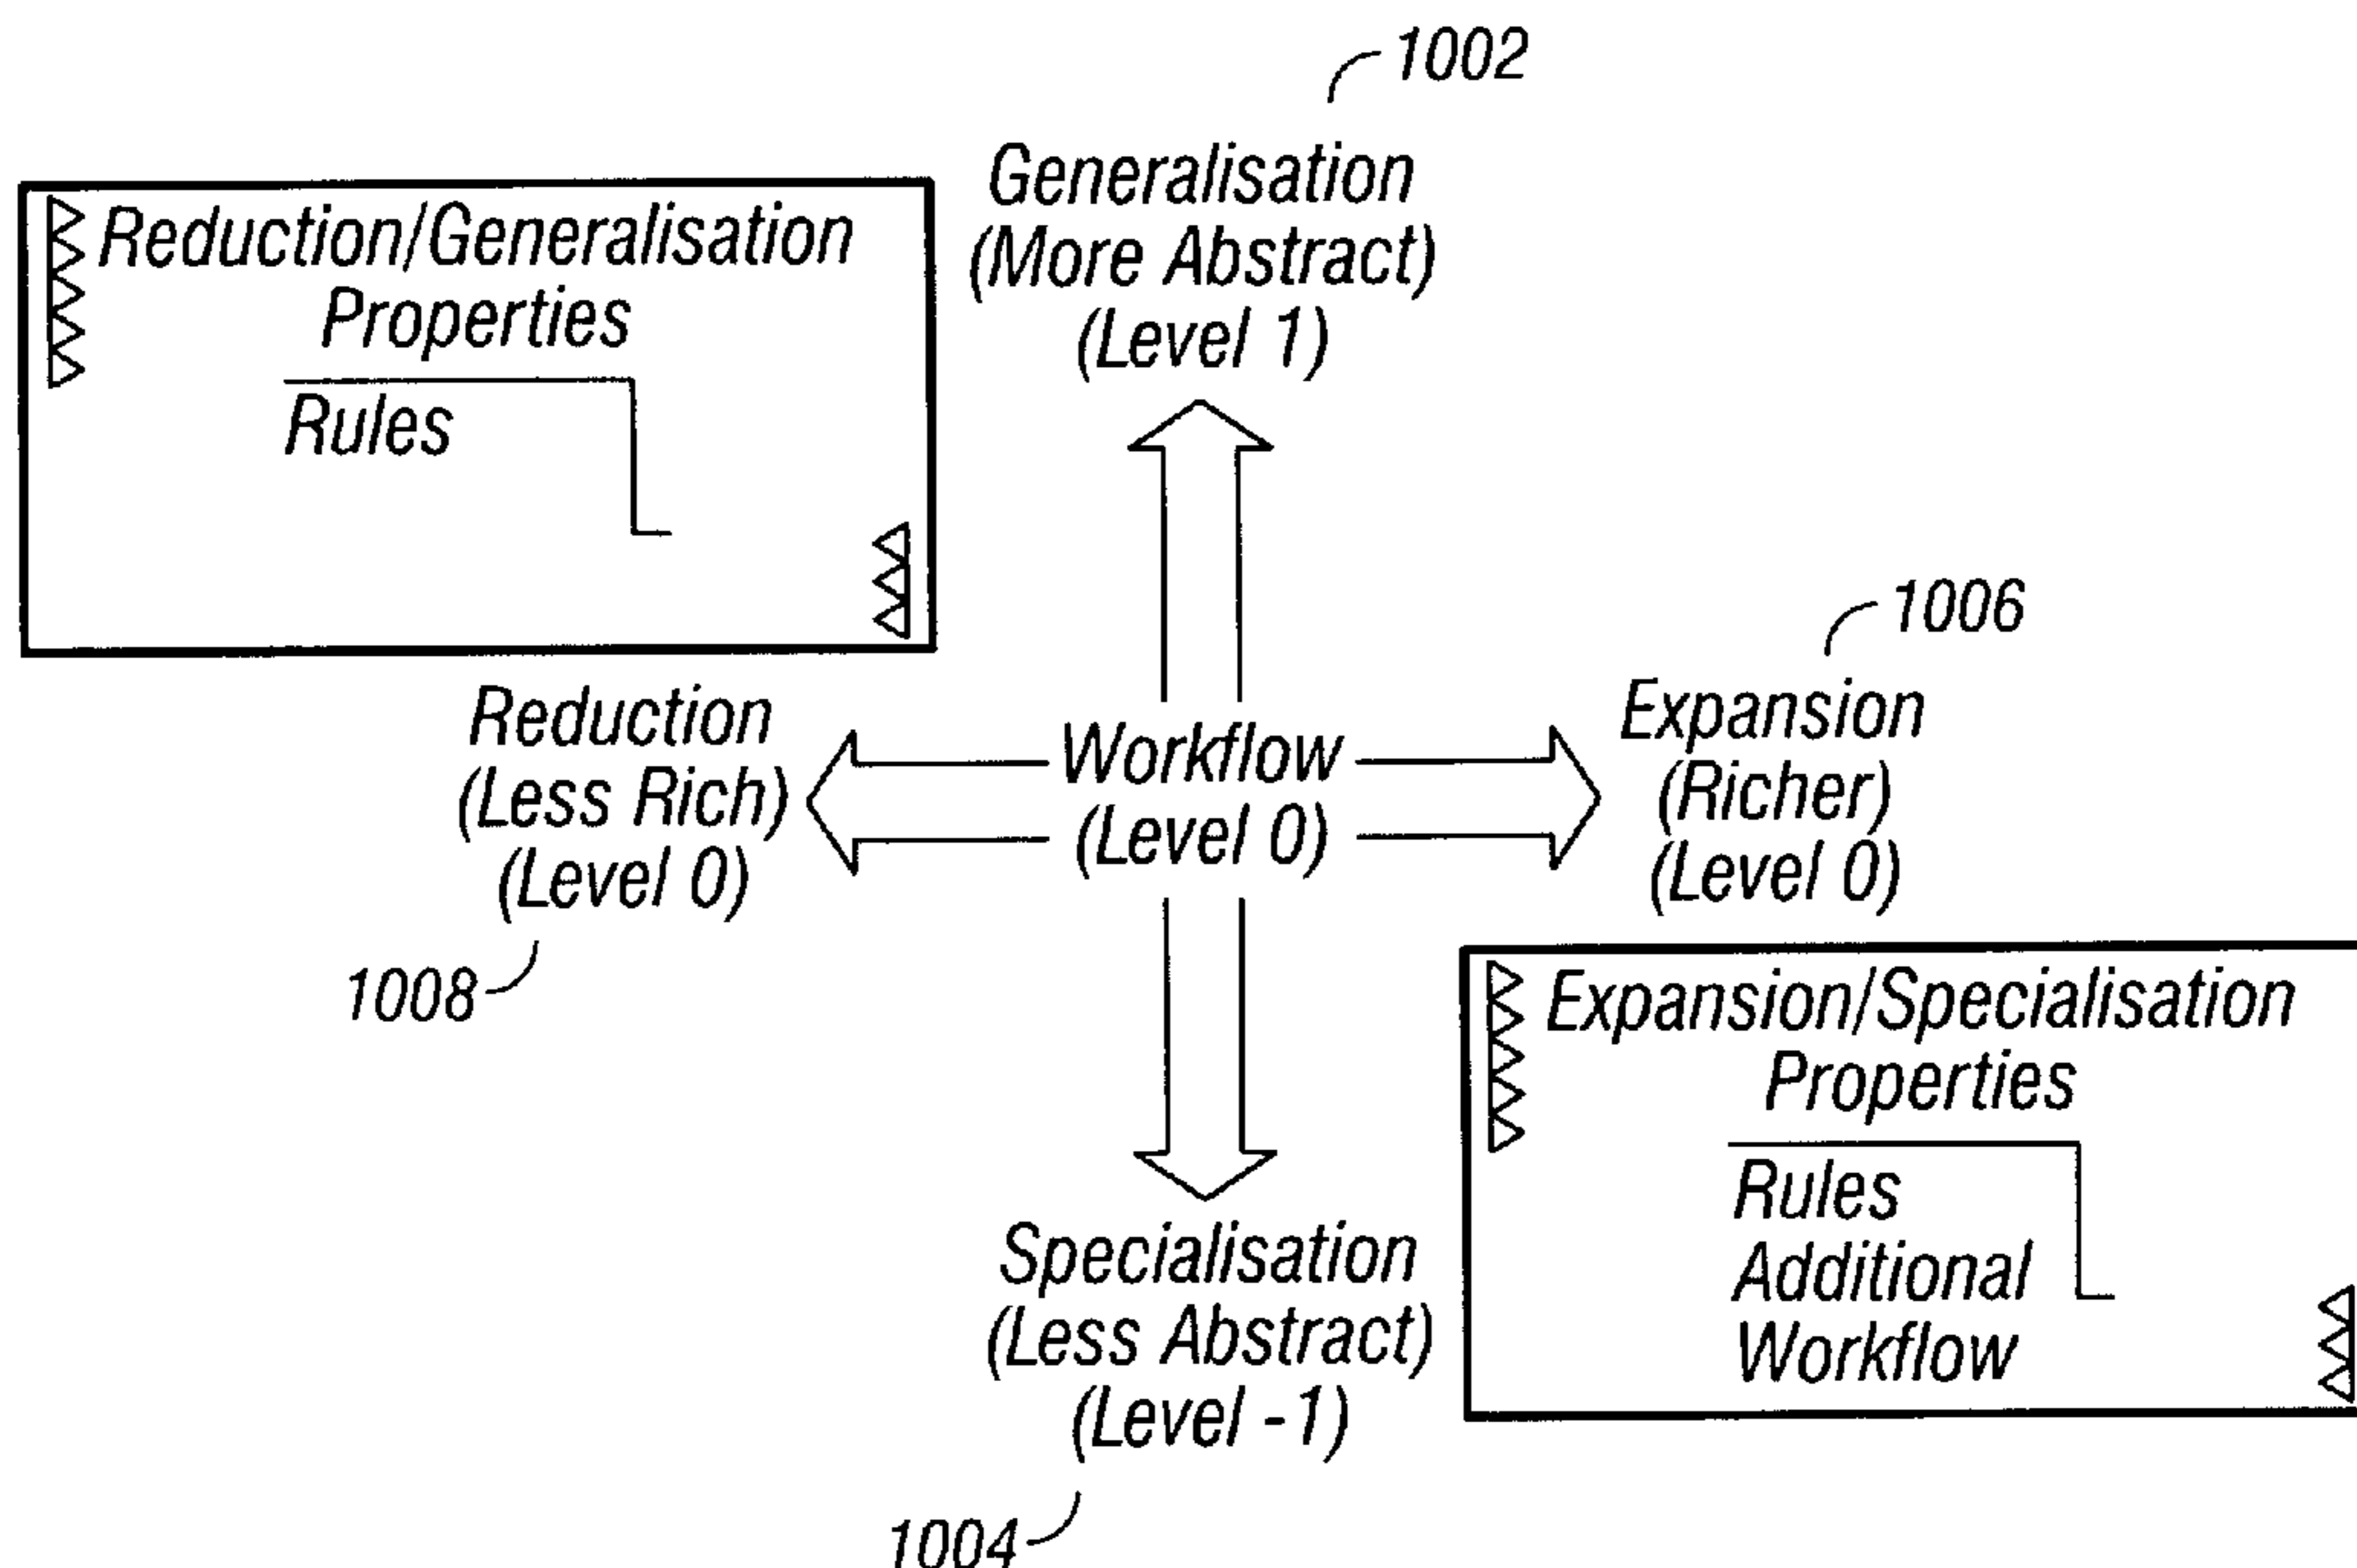 1002
Generalisation
(More Abstract)
(Level 1)
Reduction/Generalisation
Properties
Rules
1006
Reduction
(Less Rich)
(Level 0)
1008
Workflow
(Level 0)
Expansion
(Richer)
(Level 0)
Expansion/Specialisation
Properties
Rules
Additional
Workflow
Specialisation
(Less Abstract)
(Level -1)
1004